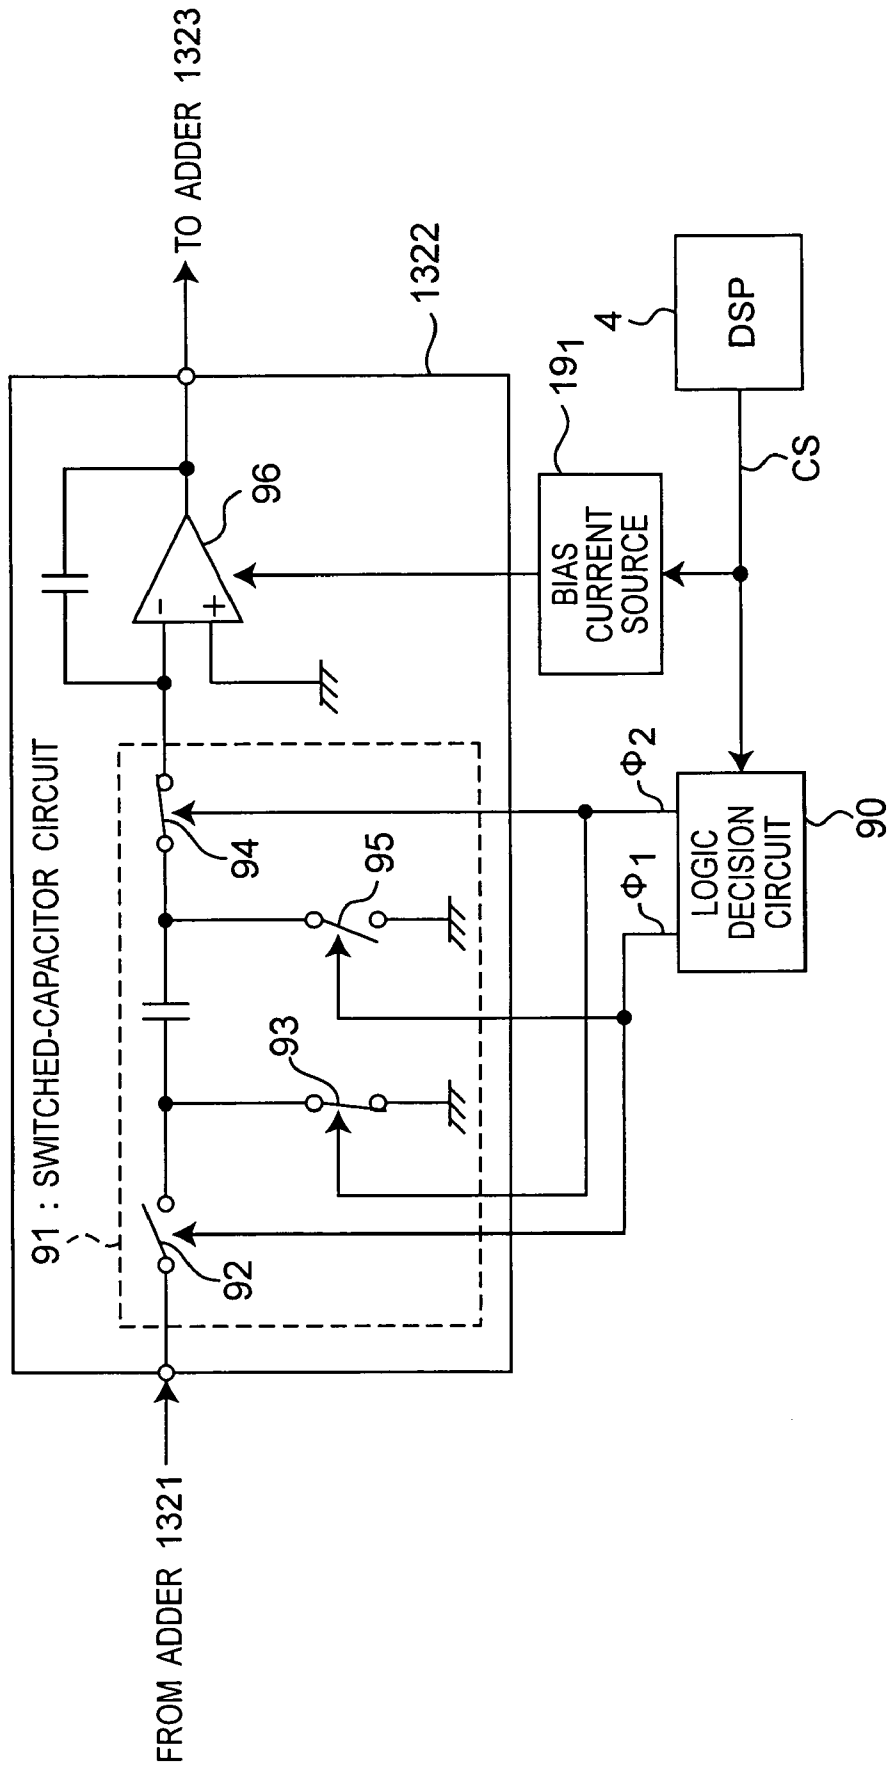 91 : SWITCHED-CAPACITOR CIRCUIT
FROM ADDER 1321
TO ADDER 1323
92
93
94
95
96
-
+
1322
Φ1
Φ2
LOGIC
DECISION
CIRCUIT
90
BIAS
CURRENT
SOURCE
191
CS
DSP
4